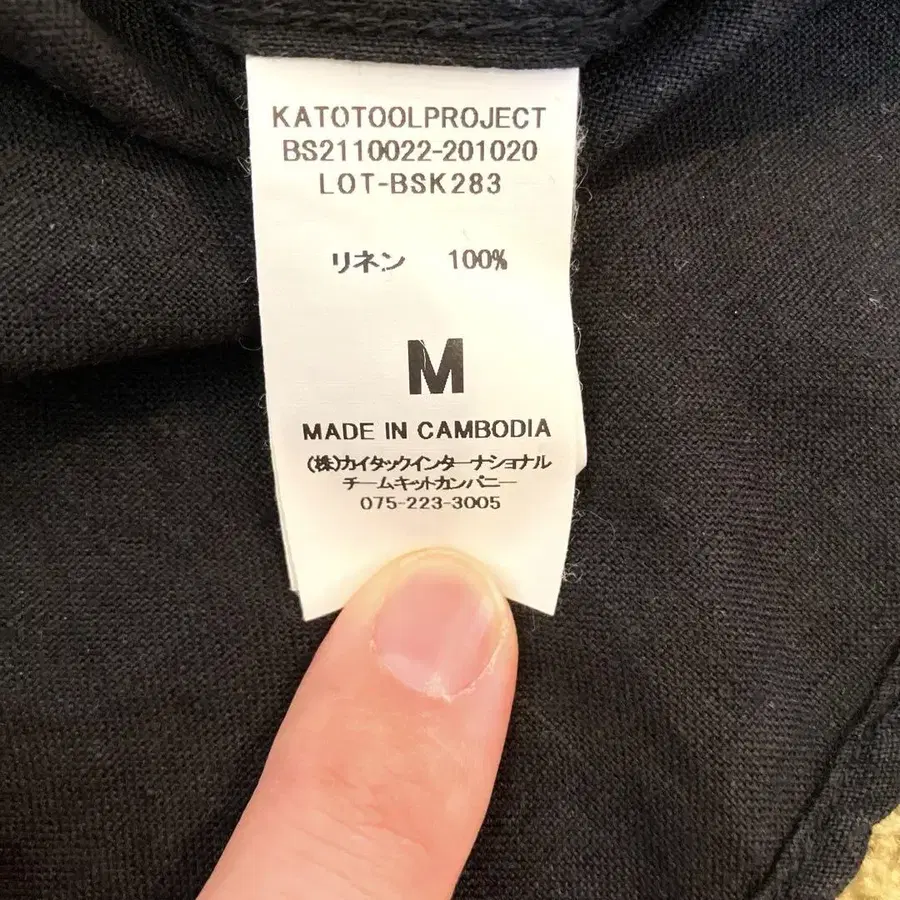 KATOTOOLPROJECT
BS2110022-201020
LOT-BSK283
リネン 100%
M
MADE IN CAMBODIA
(株)カイタックインターナショナル
チームキットカンパニー
075-223-3005